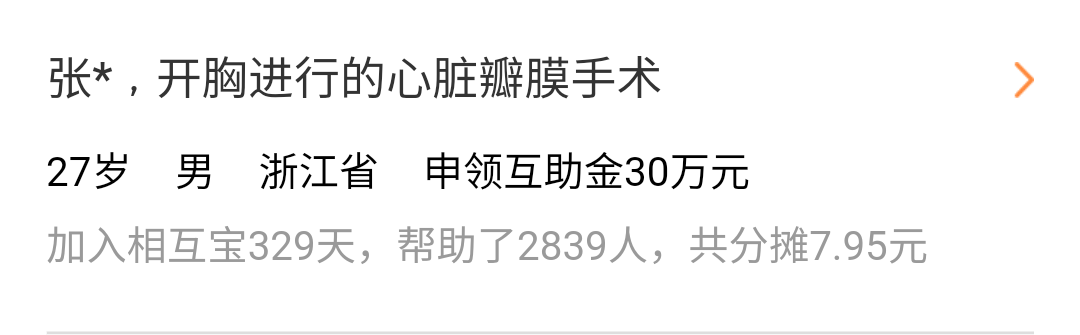 张*，开胸进行的心脏瓣膜手术
27岁 男 浙江省 申领互助金30万元
加入相互宝329天，帮助了2839人，共分摊7.95元